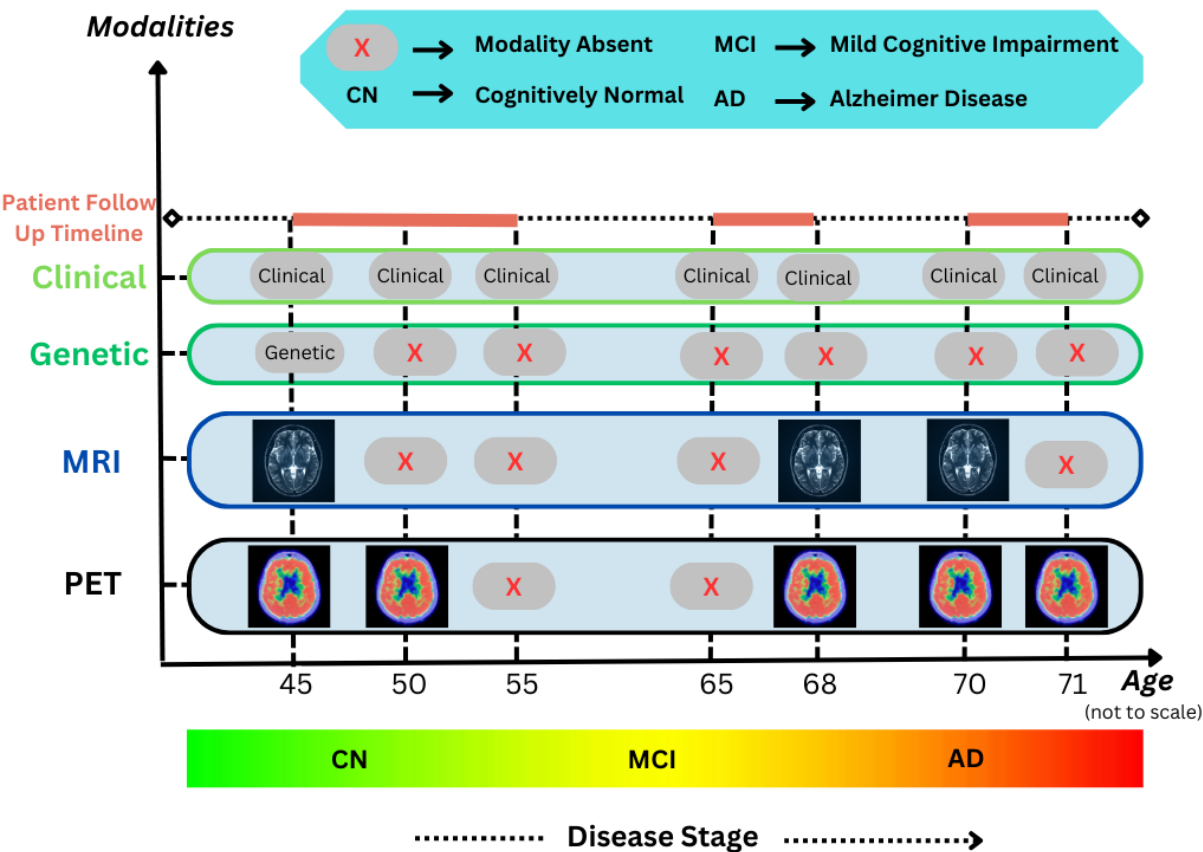 Modalities
X → Modality Absent MCI → Mild Cognitive Impairment
CN → Cognitively Normal AD → Alzheimer Disease
Patient Follow
Up Timeline
Clinical Clinical Clinical Clinical Clinical Clinical Clinical Clinical
Genetic Genetic X X X X X X
MRI X X X X
PET X X
45 50 55 65 68 70 71 Age
(not to scale)
CN MCI AD
Disease Stage